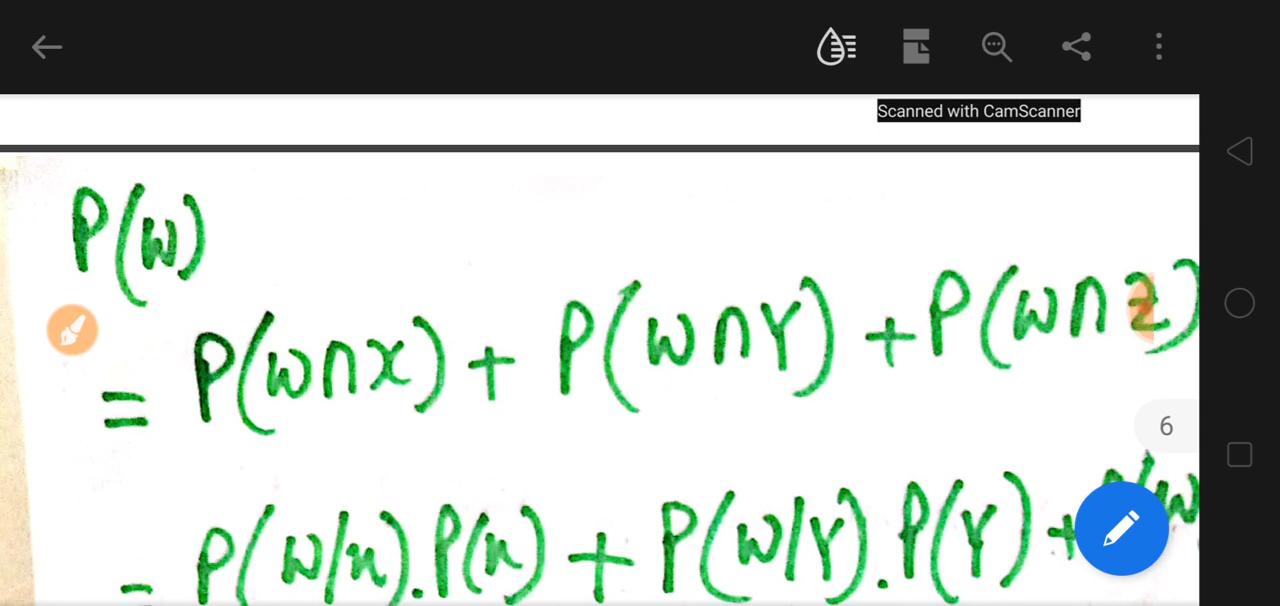 Scanned with CamScanner
P(W)
= P(W∩X) + P(W∩Y) + P(W∩Z)
= P(W/X).P(X) + P(W/Y).P(Y) +
6